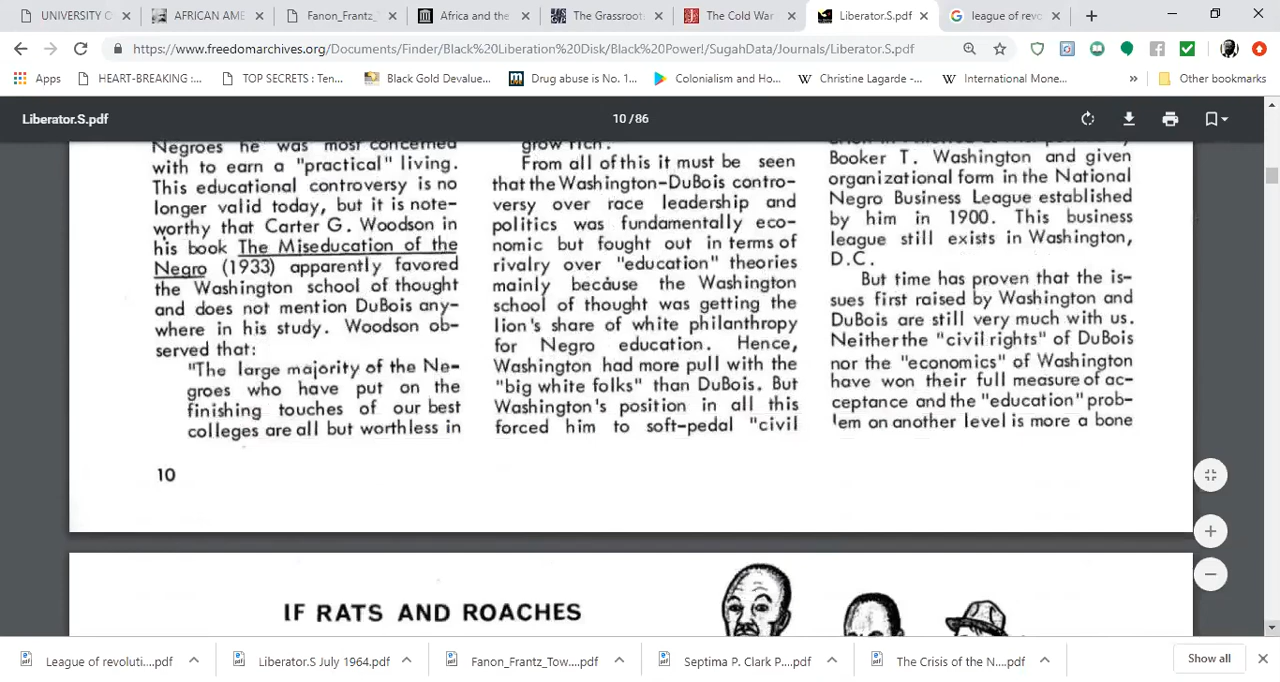 UNIVERSITY C
AFRICAN AME
Fanon_Frantz_
Africa and the
The Grassroot
The Cold War
Liberator.S.pdf
league of revo
https://www.freedomarchives.org/Documents/Finder/Black%20Liberation%20Disk/Black%20Power!/SugahData/Journals/Liberator.S.pdf
Apps
HEART-BREAKING :...
TOP SECRETS : Ten...
Black Gold Devalue...
Drug abuse is No. 1...
Colonialism and Ho...
Christine Lagarde -...
International Mone...
Other bookmarks
Liberator.S.pdf
10 / 86
Negroes he was most concerned
with to earn a "practical" living.
This educational controversy is no
longer valid today, but it is note-
worthy that Carter G. Woodson in
his book The Miseducation of the
Negro (1933) apparently favored
the Washington school of thought
and does not mention DuBois any-
where in his study. Woodson ob-
served that:
"The large majority of the Ne-
groes who have put on the
finishing touches of our best
colleges are all but worthless in
grow rich.
From all of this it must be seen
that the Washington-DuBois contro-
versy over race leadership and
politics was fundamentally eco-
nomic but fought out in terms of
rivalry over "education" theories
mainly because the Washington
school of thought was getting the
lion's share of white philanthropy
for Negro education. Hence,
Washington had more pull with the
"big white folks" than DuBois. But
Washington's position in all this
forced him to soft-pedal "civil
Booker T. Washington and given
organizational form in the National
Negro Business League established
by him in 1900. This business
league still exists in Washington,
D.C.
But time has proven that the is-
sues first raised by Washington and
DuBois are still very much with us.
Neither the "civil rights" of DuBois
nor the "economics" of Washington
have won their full measure of ac-
ceptance and the "education" prob-
lem on another level is more a bone
10
IF RATS AND ROACHES
League of revoluti....pdf
Liberator.S July 1964.pdf
Fanon_Frantz_Tow....pdf
Septima P. Clark P....pdf
The Crisis of the N....pdf
Show all